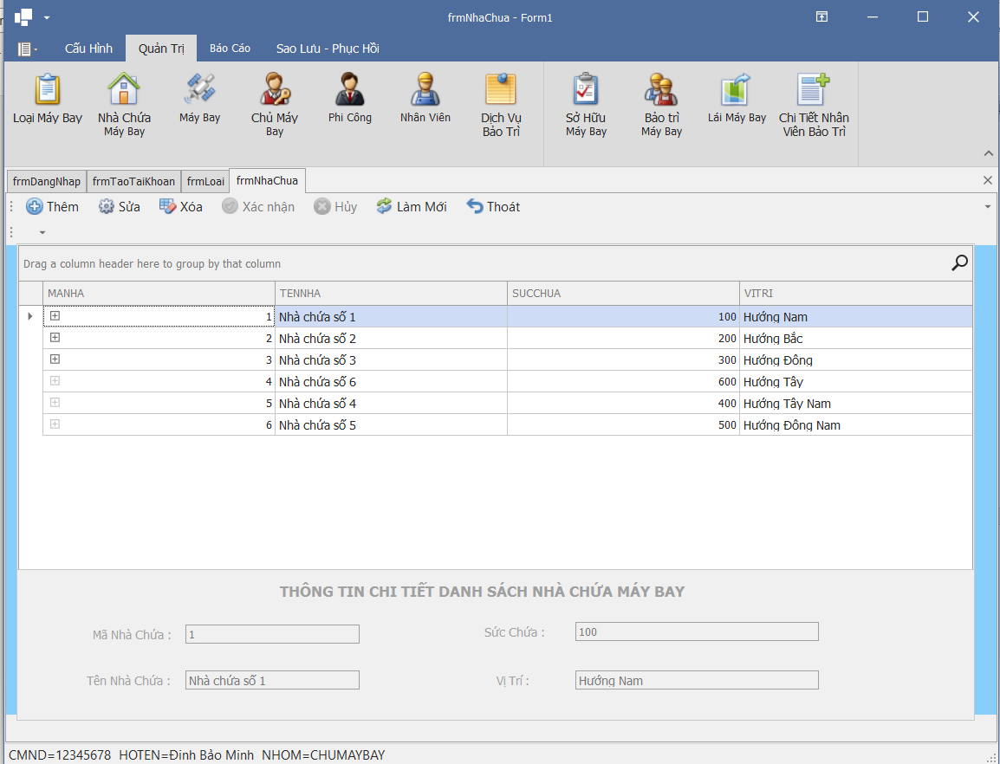 frmNhaChua - Form1
Cấu Hình Quản Trị Báo Cáo Sao Lưu - Phục Hồi
Loại Máy Bay
Nhà Chứa
Máy Bay
Máy Bay
Chủ Máy
Bay
Phi Công
Nhân Viên
Dịch Vụ
Bảo Trì
Sở Hữu
Máy Bay
Bảo trì
Máy Bay
Lái Máy Bay
Chi Tiết Nhân
Viên Bảo Trì
frmDangNhap frmTaoTaiKhoan frmLoai frmNhaChua
Thêm Sửa Xóa Xác nhận Hủy Làm Mới Thoát
Drag a column header here to group by that column
MANHA TENNHA SUCCHUA VITRI
1 Nhà chứa số 1 100 Hướng Nam
2 Nhà chứa số 2 200 Hướng Bắc
3 Nhà chứa số 3 300 Hướng Đông
4 Nhà chứa số 6 600 Hướng Tây
5 Nhà chứa số 4 400 Hướng Tây Nam
6 Nhà chứa số 5 500 Hướng Đông Nam
THÔNG TIN CHI TIẾT DANH SÁCH NHÀ CHỨA MÁY BAY
Mã Nhà Chứa : 1 Sức Chứa : 100
Tên Nhà Chứa : Nhà chứa số 1 Vị Trí : Hướng Nam
CMND=12345678 HOTEN=Đinh Bảo Minh NHOM=CHUMAYBAY